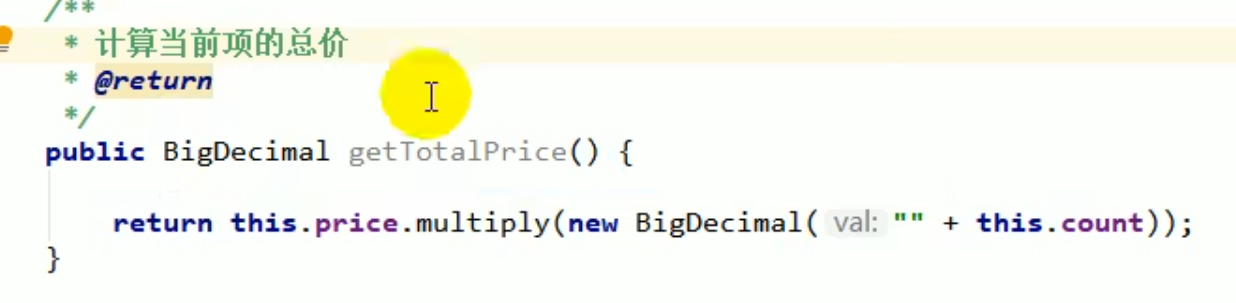 /**
* 计算当前项的总价
* @return
*/
public BigDecimal getTotalPrice() {
return this.price.multiply(new BigDecimal( val: "" + this.count));
}